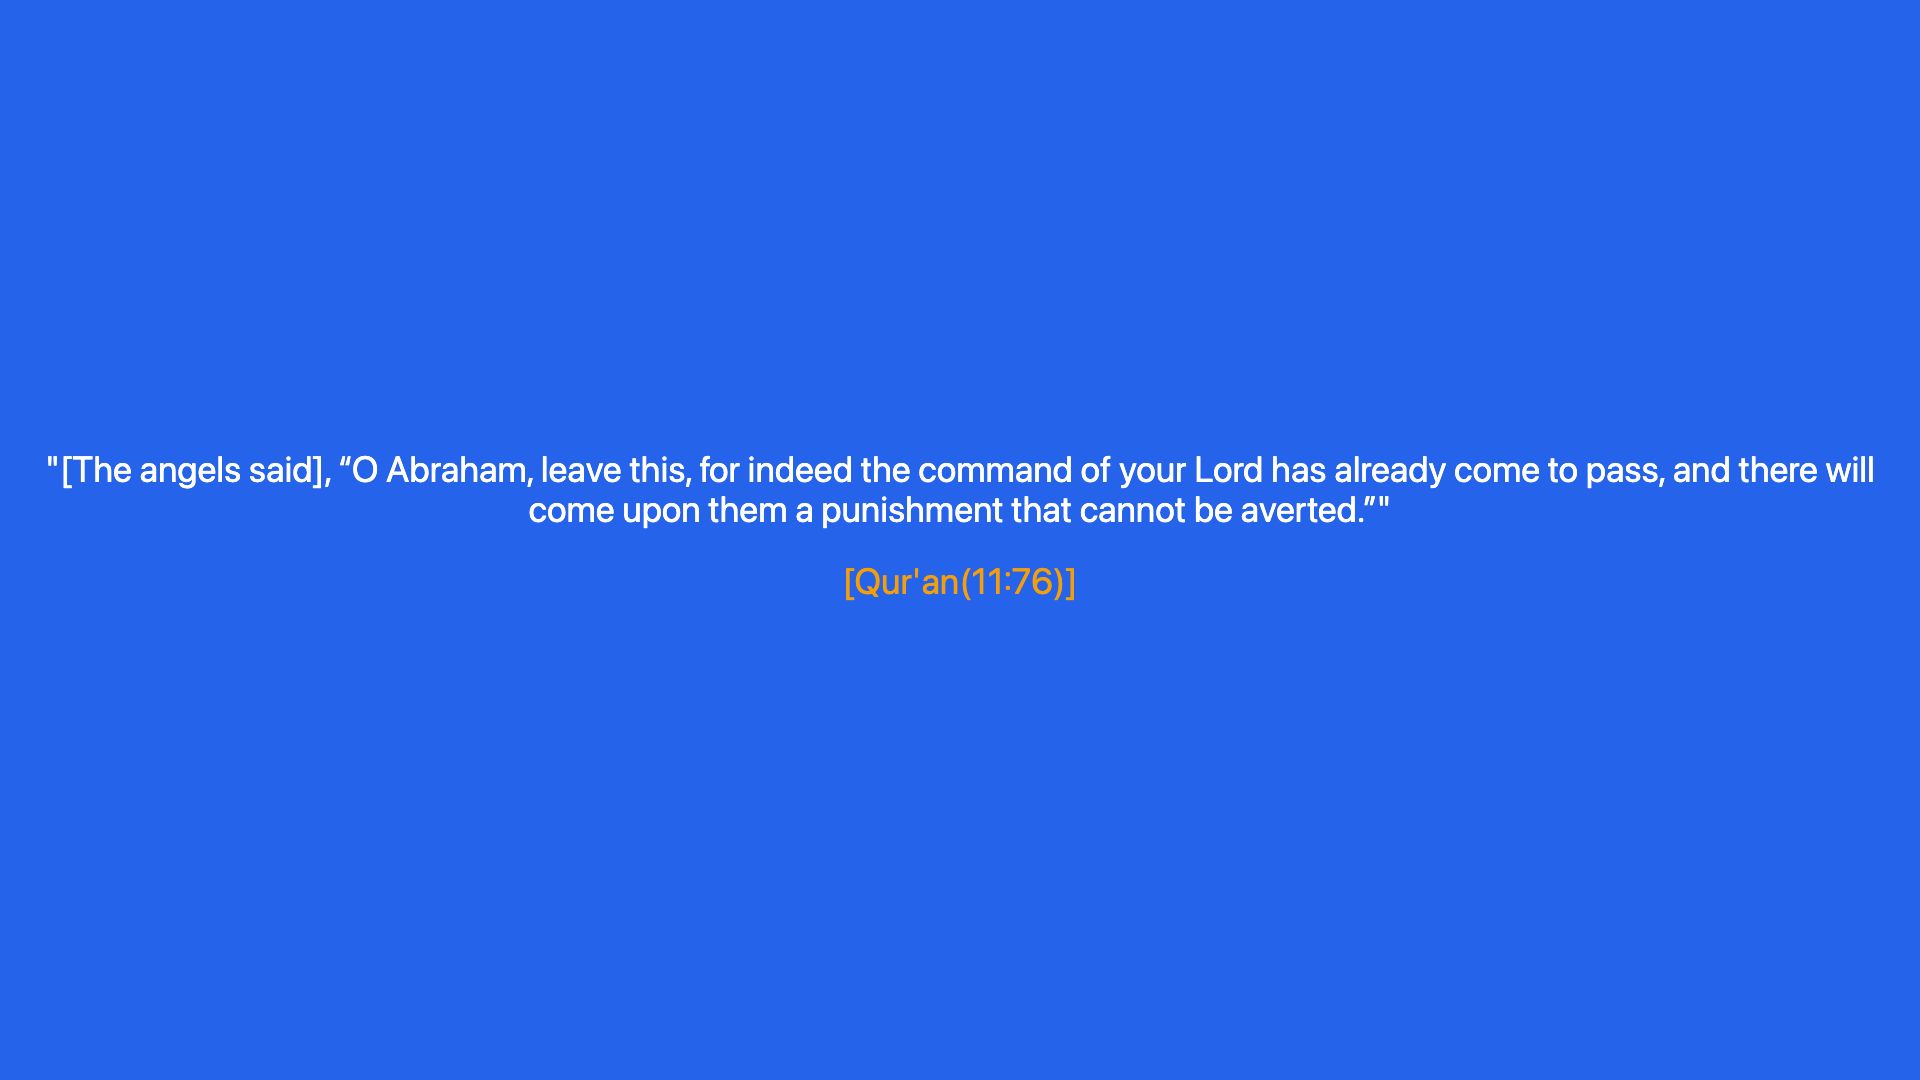 "[The angels said], “O Abraham, leave this, for indeed the command of your Lord has already come to pass, and there will
come upon them a punishment that cannot be averted.”"
[Qur'an(11:76)]